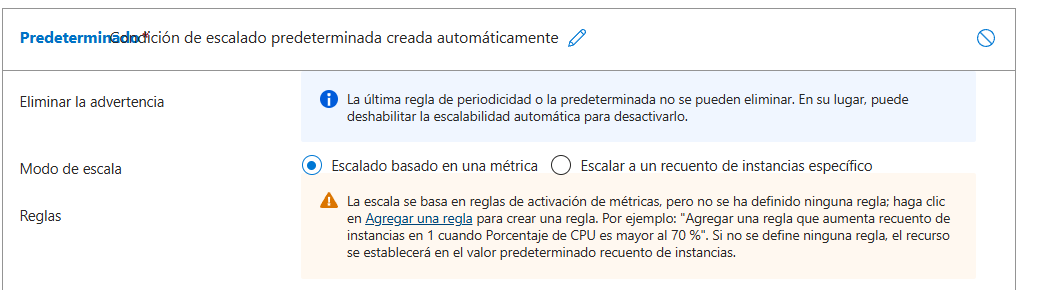 Predeterminado* Condición de escalado predeterminada creada automáticamente
Eliminar la advertencia
La última regla de periodicidad o la predeterminada no se pueden eliminar. En su lugar, puede
deshabilitar la escalabilidad automática para desactivarlo.
Modo de escala
Escalado basado en una métrica Escalar a un recuento de instancias específico
Reglas
La escala se basa en reglas de activación de métricas, pero no se ha definido ninguna regla; haga clic
en Agregar una regla para crear una regla. Por ejemplo: "Agregar una regla que aumenta recuento de
instancias en 1 cuando Porcentaje de CPU es mayor al 70 %". Si no se define ninguna regla, el recurso
se establecerá en el valor predeterminado recuento de instancias.